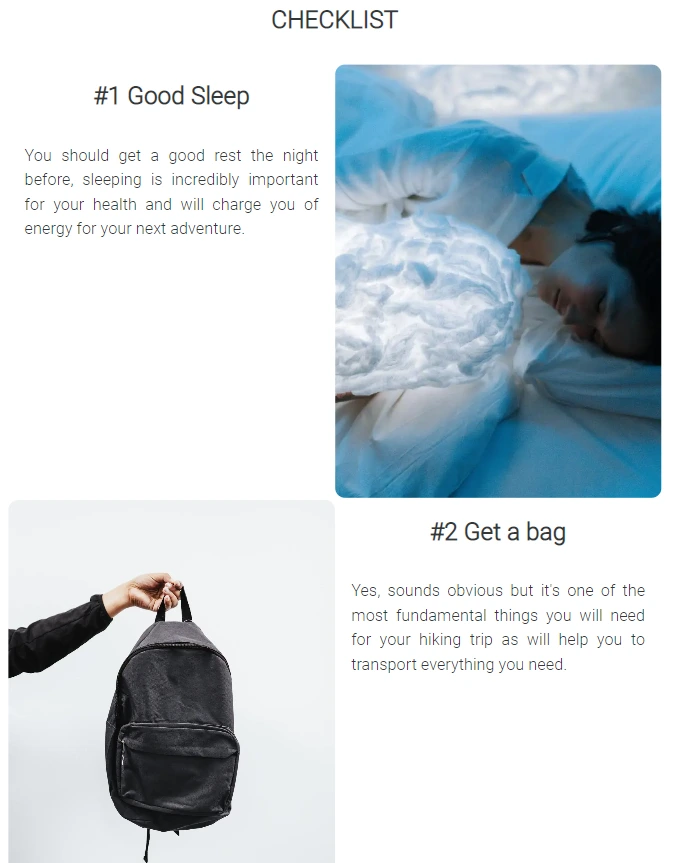 CHECKLIST
#1 Good Sleep
You should get a good rest the night
before, sleeping is incredibly important
for your health and will charge you of
energy for your next adventure.
#2 Get a bag
Yes, sounds obvious but it's one of the
most fundamental things you will need
for your hiking trip as will help you to
transport everything you need.